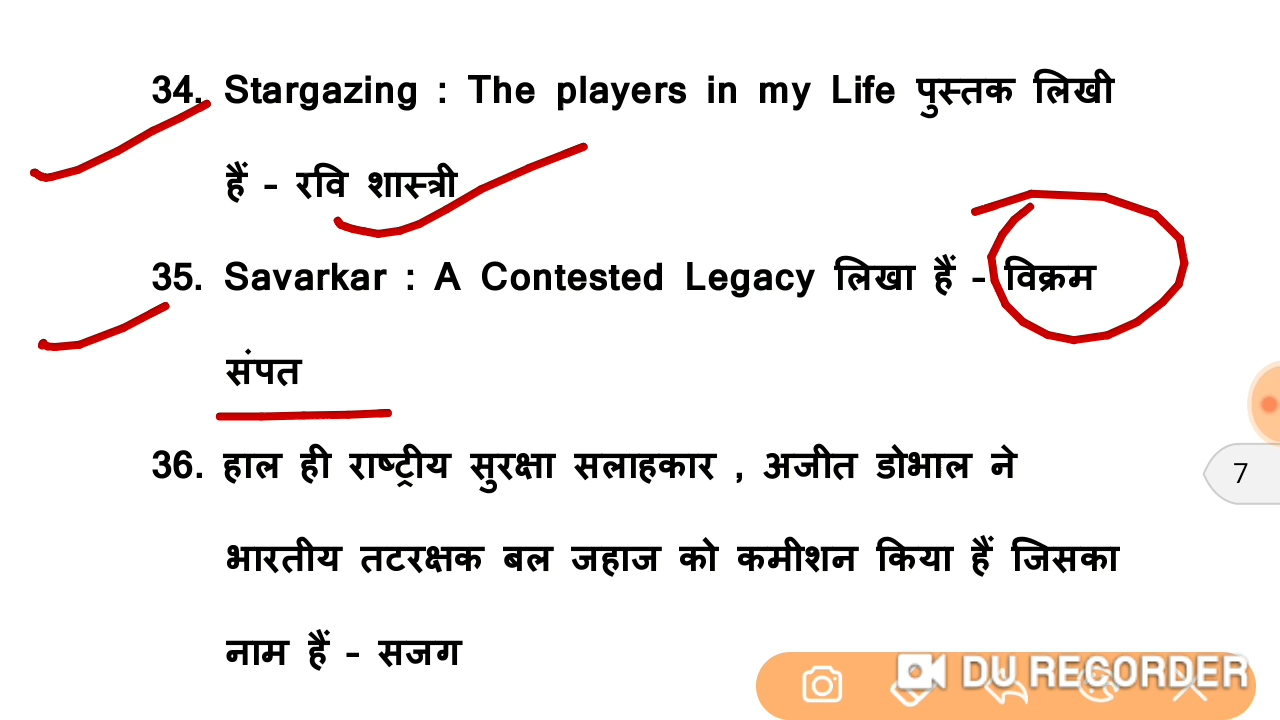 34. Stargazing : The players in my Life पुस्तक लिखी
हैं - रवि शास्त्री
35. Savarkar : A Contested Legacy लिखा हैं - विक्रम
संपत
36. हाल ही राष्ट्रीय सुरक्षा सलाहकार , अजीत डोभाल ने
7
भारतीय तटरक्षक बल जहाज को कमीशन किया हैं जिसका
नाम हैं - सजग
DU RECORDER